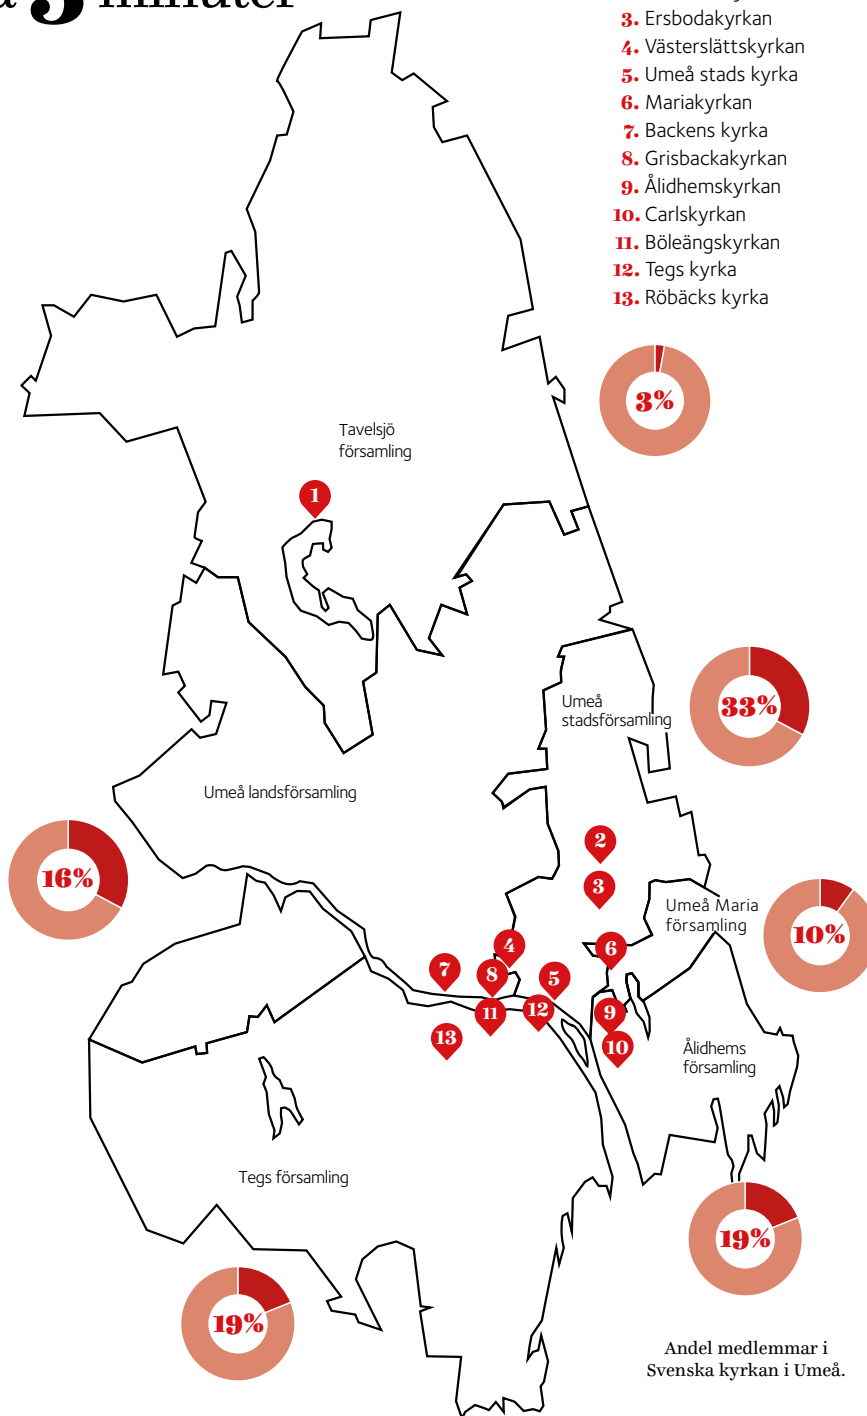 3 minuter
3. Ersbodakyrkan
4. Västerslättskyrkan
5. Umeå stads kyrka
6. Mariakyrkan
7. Backens kyrka
8. Grisbackakyrkan
9. Ålidhemskyrkan
10. Carlskyrkan
11. Böleängskyrkan
12. Tegs kyrka
13. Röbäcks kyrka
3%
Tavelsjö
församling
1
Umeå
stadsförsamling
33%
Umeå landsförsamling
2
16%
3
Umeå Maria
församling
10%
4
6
7
8
5
11
12
9
13
10
Ålidhems
församling
Tegs församling
19%
19%
Andel medlemmar i
Svenska kyrkan i Umeå.